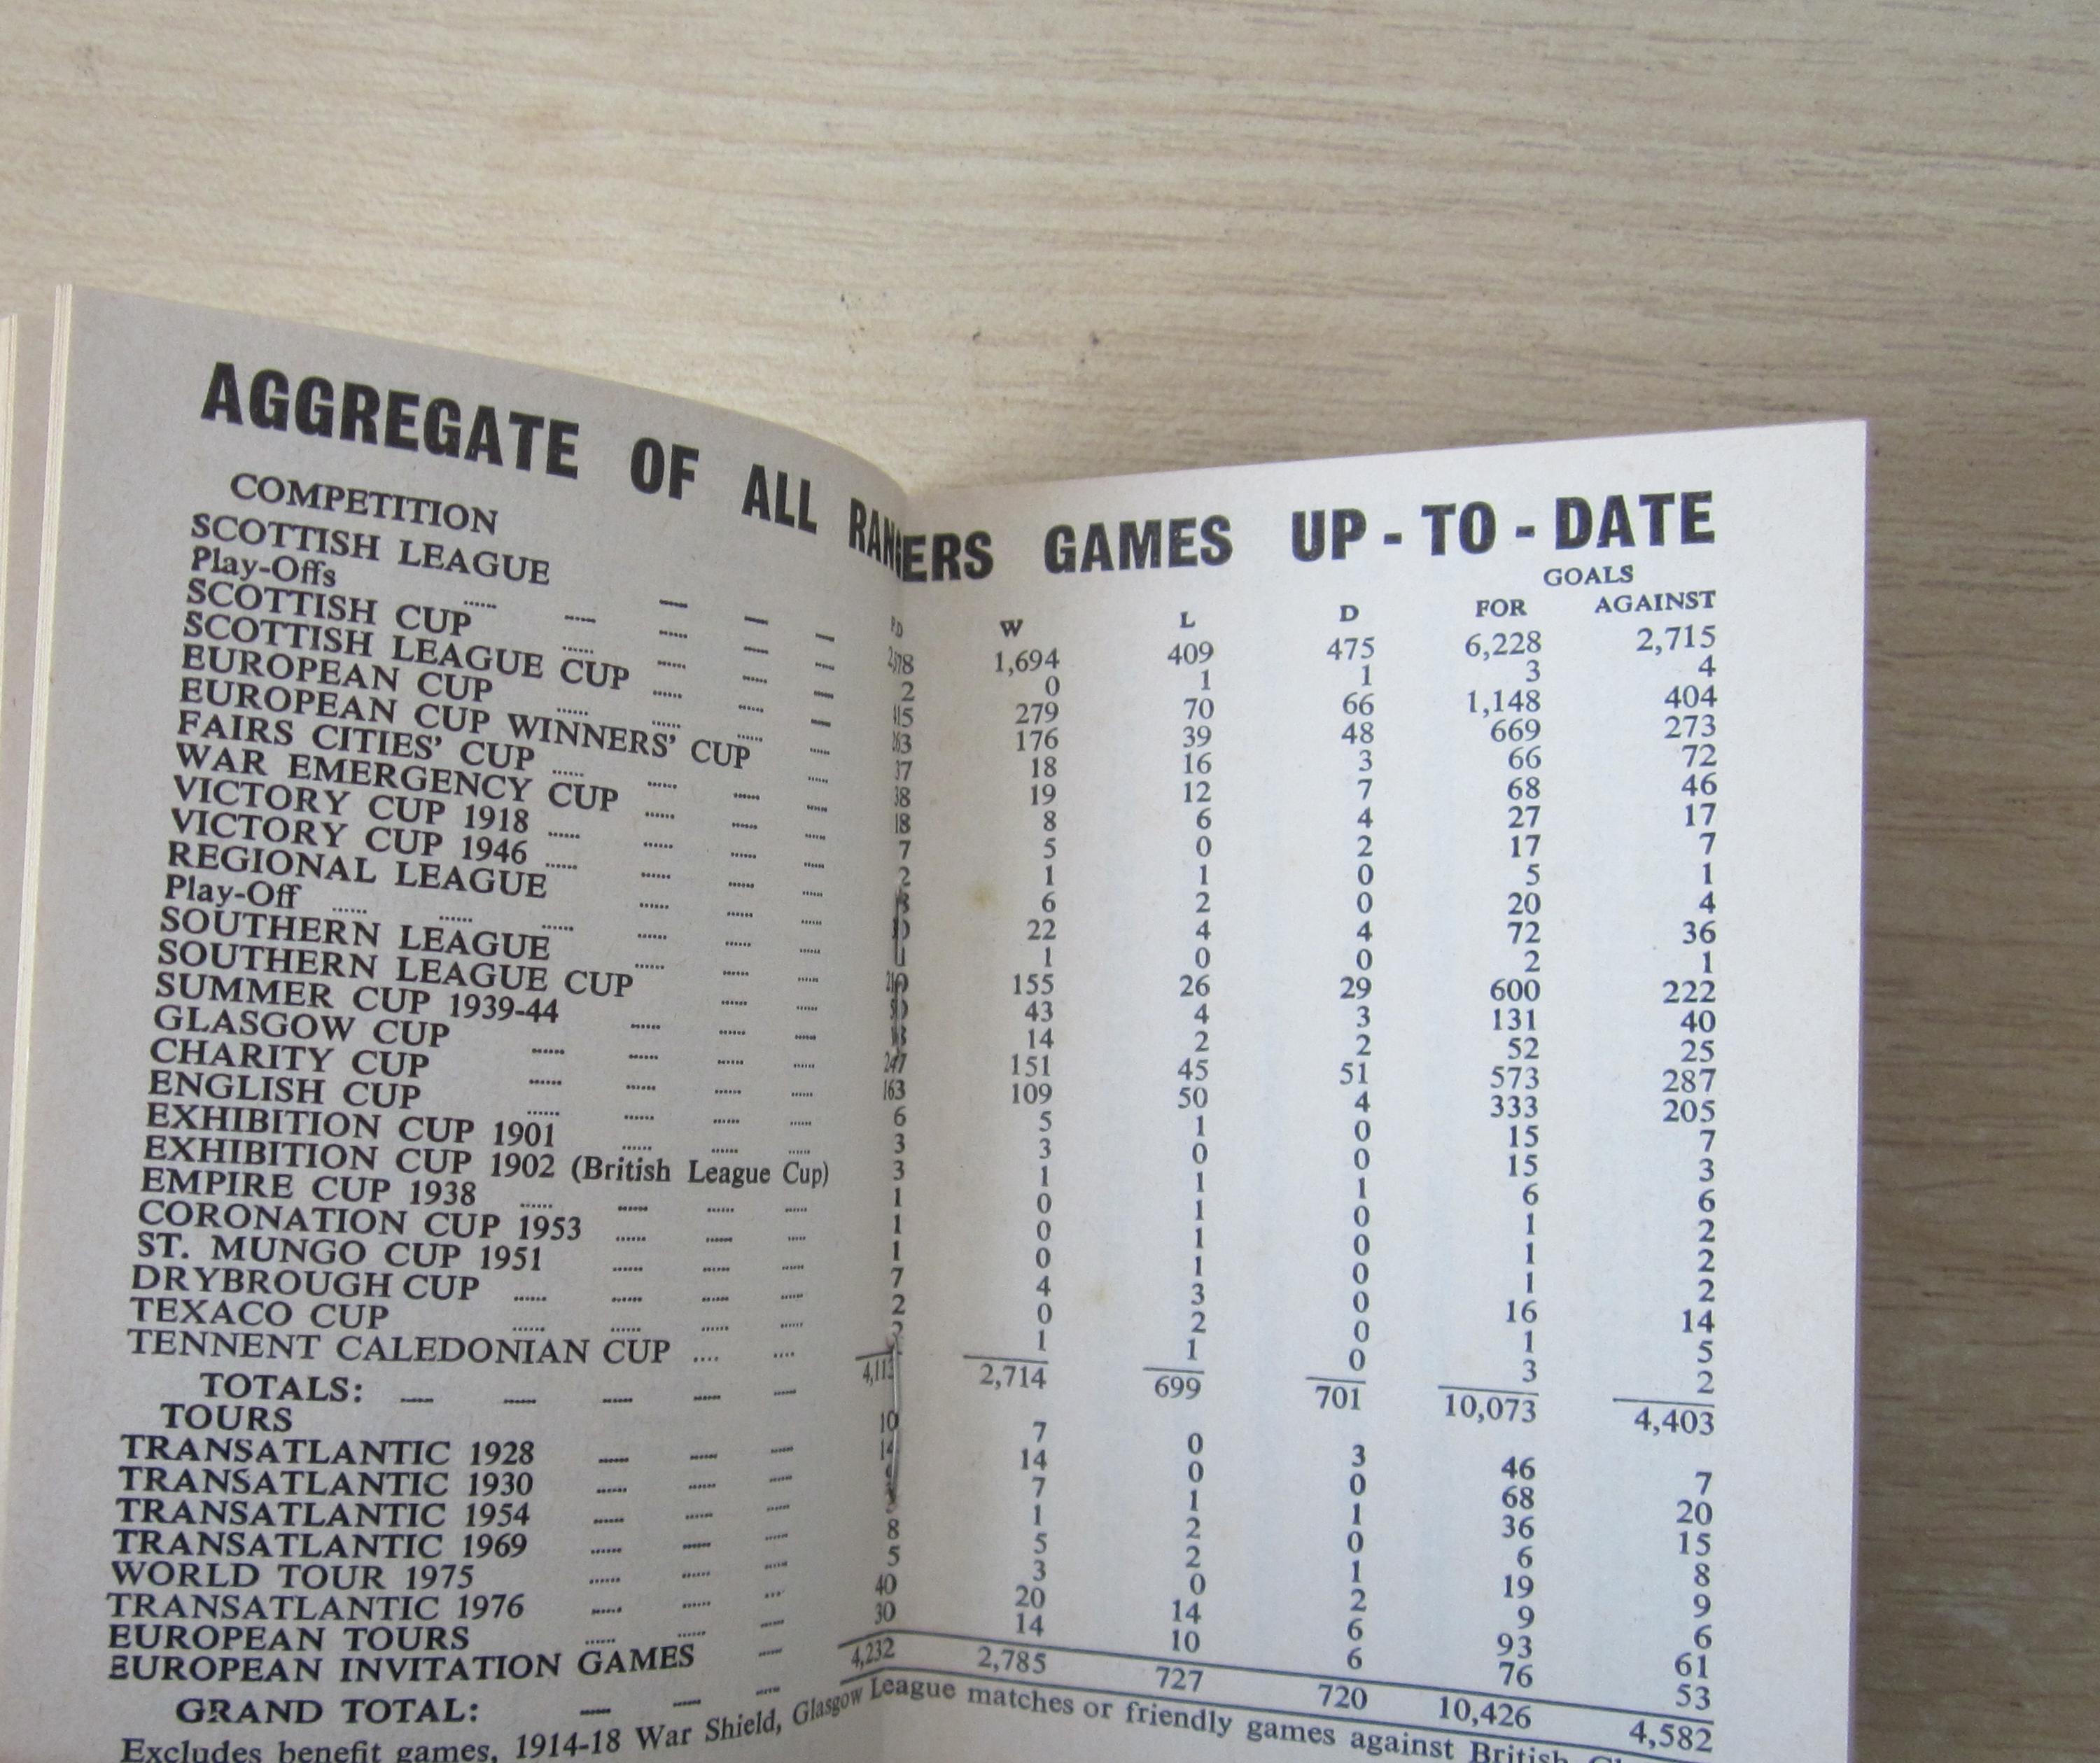 AGGREGATE OF ALL RANGERS GAMES UP-TO-DATE
GOALS
COMPETITION PD W L D FOR AGAINST
SCOTTISH LEAGUE 1,694 409 475 6,228 2,715
Play-Offs 2 0 1 1 3 4
SCOTTISH CUP 415 279 70 66 1,148 404
SCOTTISH LEAGUE CUP 263 176 39 48 669 273
EUROPEAN CUP 37 18 16 3 66 72
EUROPEAN CUP WINNERS' CUP 38 19 12 7 68 46
FAIRS CITIES' CUP 18 8 6 4 27 17
WAR EMERGENCY CUP 7 5 0 2 17 7
VICTORY CUP 1918 2 1 1 0 5 1
VICTORY CUP 1946 6 2 0 20 4
REGIONAL LEAGUE 22 4 4 72 36
Play-Off 1 0 0 2 1
SOUTHERN LEAGUE 210 155 26 29 600 222
SOUTHERN LEAGUE CUP 43 4 3 131 40
SUMMER CUP 1939-44 14 2 2 52 25
GLASGOW CUP 247 151 45 51 573 287
CHARITY CUP 163 109 50 4 333 205
ENGLISH CUP 6 5 1 0 15 7
EXHIBITION CUP 1901 3 3 0 0 15 3
EXHIBITION CUP 1902 (British League Cup) 3 1 1 1 6 6
EMPIRE CUP 1938 1 0 1 0 1 2
CORONATION CUP 1953 1 0 1 0 1 2
ST. MUNGO CUP 1951 1 0 1 0 1 2
DRYBROUGH CUP 7 4 3 0 16 14
TEXACO CUP 2 0 2 0 1 5
TENNENT CALEDONIAN CUP 2 1 1 0 3 2
TOTALS: 2,714 699 701 10,073 4,403
TOURS
TRANSATLANTIC 1928 10 7 0 3 46 7
TRANSATLANTIC 1930 14 14 0 0 68 20
TRANSATLANTIC 1954 7 1 1 36 15
TRANSATLANTIC 1969 1 2 0 6 8
WORLD TOUR 1975 8 5 2 1 19 9
TRANSATLANTIC 1976 5 3 0 2 9 6
EUROPEAN TOURS 40 20 14 6 93 61
EUROPEAN INVITATION GAMES 30 14 10 6 76 53
GRAND TOTAL: 4,232 2,785 727 720 10,426 4,582
Excludes benefit games, 1914-18 War Shield, Glasgow League matches or friendly games against British